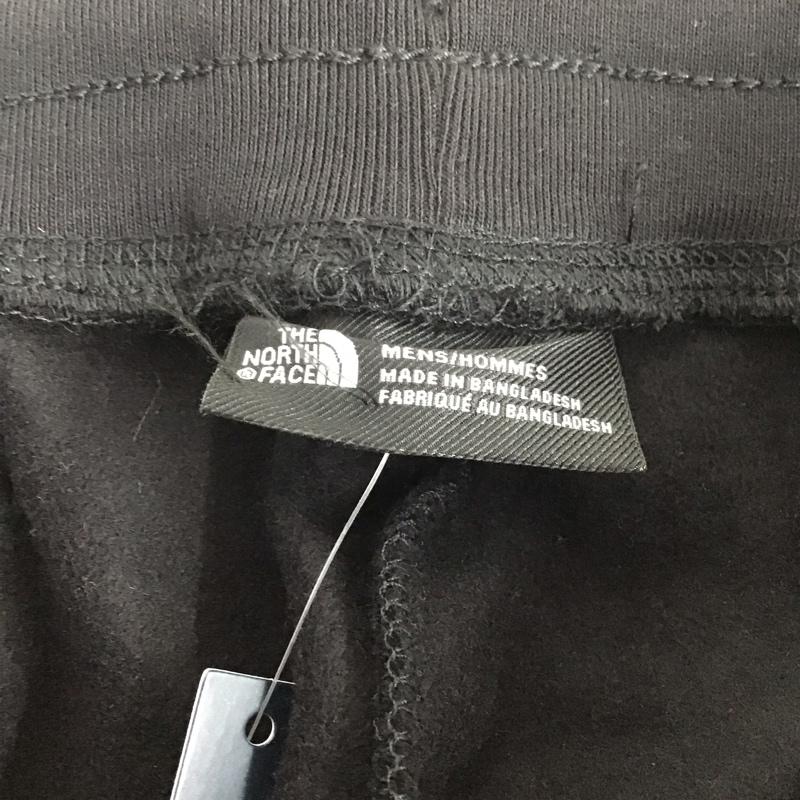 THE
NORTH
®FACE
MENS/HOMMES
MADE IN BANGLADESH
FABRIQUÉ AU BANGLADESH